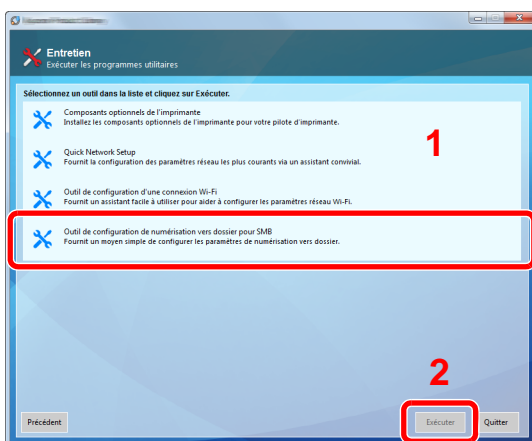 Entretien
Exécuter les programmes utilitaires
Sélectionnez un outil dans la liste et cliquez sur Exécuter.
Composants optionnels de l'imprimante
Installez les composants optionnels de l'imprimante pour votre pilote d'imprimante.
1
Quick Network Setup
Fournit la configuration des paramètres réseau les plus courants via un assistant convivial.
Outil de configuration d'une connexion Wi-Fi
Fournit un assistant facile à utiliser pour aider à configurer les paramètres réseau Wi-Fi.
Outil de configuration de numérisation vers dossier pour SMB
Fournit un moyen simple de configurer les paramètres de numérisation vers dossier.
2
Précédent
Exécuter
Quitter